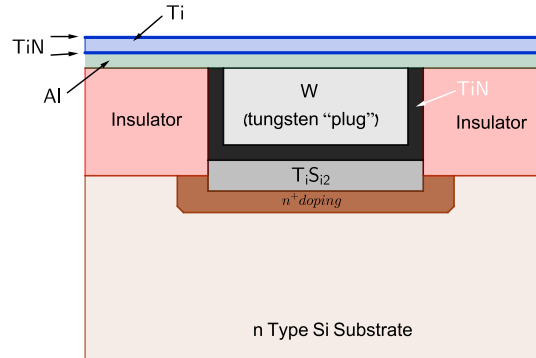 Ti
TiN
Al
W
(tungsten “plug”)
TiN
Insulator
Insulator
TiSi2
n+doping
n Type Si Substrate